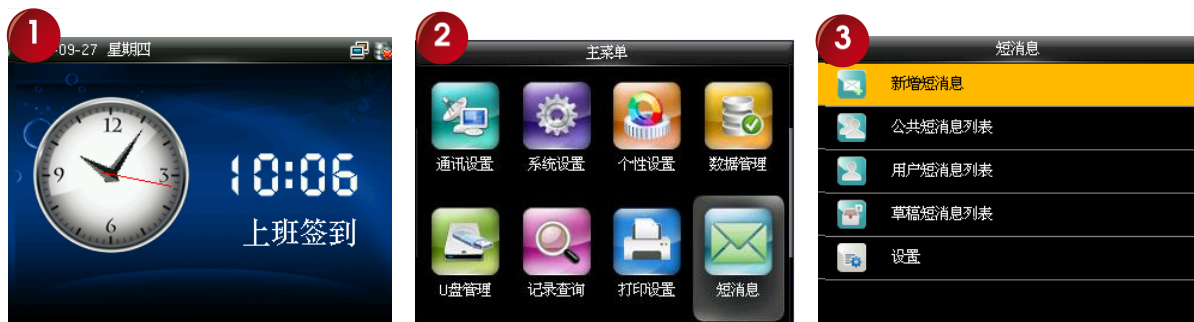 1
-09-27 星期四
12
3
6
9
10:06
上班签到
2
主菜单
通讯设置 系统设置 个性设置 数据管理
U盘管理 记录查询 打印设置 短消息
3
短消息
新增短消息
公共短消息列表
用户短消息列表
草稿短消息列表
设置